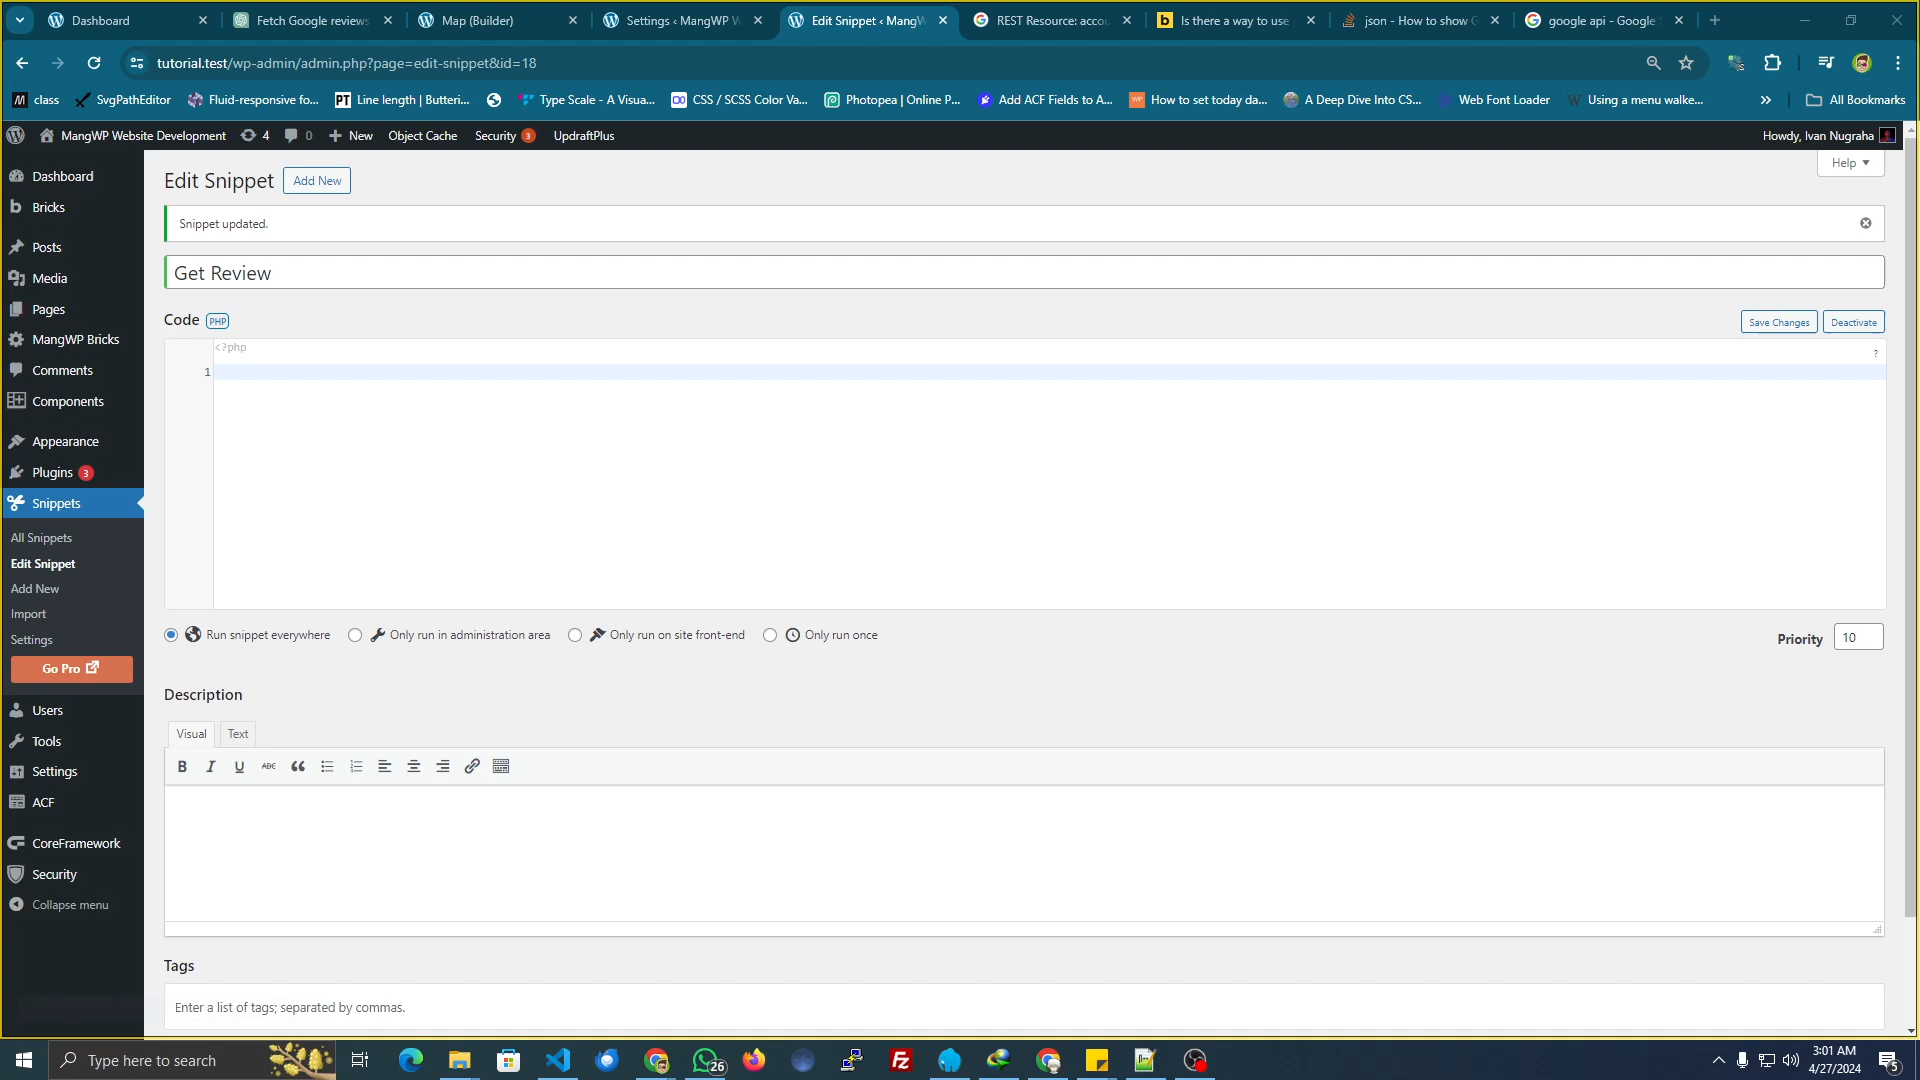 Dashboard
Fetch Google reviews
Map (Builder)
Settings ‹ MangWP W
Edit Snippet ‹ MangW
REST Resource: accou
Is there a way to use
json - How to show G
google api - Google
tutorial.test/wp-admin/admin.php?page=edit-snippet&id=18
class
SvgPathEditor
Fluid-responsive fo...
PT Line length | Butteri...
Type Scale - A Visua...
CSS / SCSS Color Va...
Photopea | Online P...
Add ACF Fields to A...
WP How to set today da...
A Deep Dive Into CS...
Web Font Loader
Using a menu walke...
All Bookmarks
MangWP Website Development
4
0
New
Object Cache
Security 3
UpdraftPlus
Howdy, Ivan Nugraha
Dashboard
Bricks
Posts
Media
Pages
MangWP Bricks
Comments
Components
Appearance
Plugins 3
Snippets
All Snippets
Edit Snippet
Add New
Import
Settings
Go Pro
Users
Tools
Settings
ACF
CoreFramework
Security
Collapse menu
Help
Edit Snippet
Add New
Snippet updated.
Get Review
Code PHP
Save Changes
Deactivate
<?php
?
1
Run snippet everywhere
Only run in administration area
Only run on site front-end
Only run once
Priority
10
Description
Visual
Text
B I U ABC
Tags
Enter a list of tags; separated by commas.
Type here to search
26
3:01 AM
4/27/2024
5